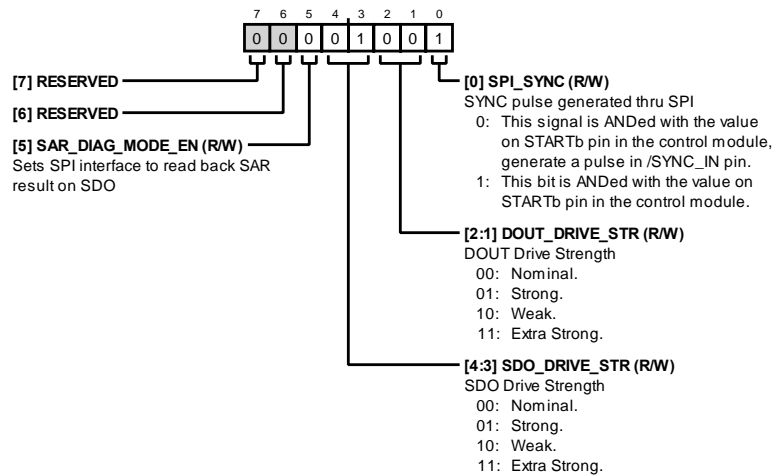 7 6 5 4 3 2 1 0
0 0 0 0 1 0 0 1
[7] RESERVED
[6] RESERVED
[5] SAR_DIAG_MODE_EN (R/W)
Sets SPI interface to read back SAR
result on SDO
[0] SPI_SYNC (R/W)
SYNC pulse generated thru SPI
0: This signal is ANDed with the value
on STARTb pin in the control module,
generate a pulse in /SYNC_IN pin.
1: This bit is ANDed with the value on
STARTb pin in the control module.
[2:1] DOUT_DRIVE_STR (R/W)
DOUT Drive Strength
00: Nominal.
01: Strong.
10: Weak.
11: Extra Strong.
[4:3] SDO_DRIVE_STR (R/W)
SDO Drive Strength
00: Nominal.
01: Strong.
10: Weak.
11: Extra Strong.